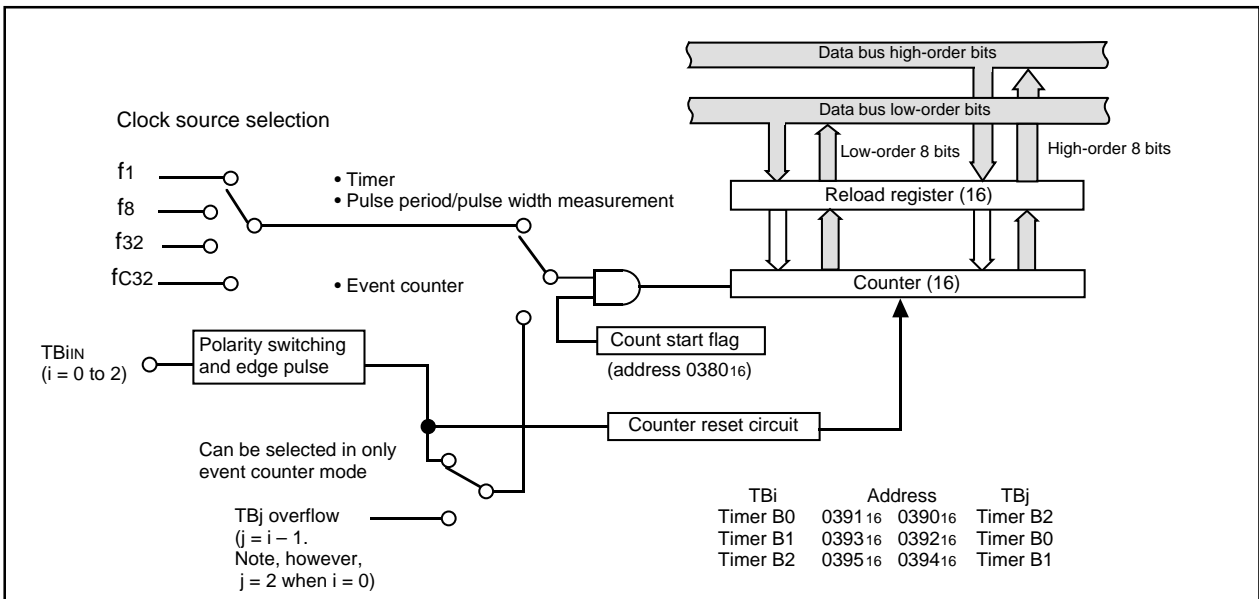 Data bus high-order bits
Data bus low-order bits
Clock source selection
Low-order 8 bits
High-order 8 bits
f1
• Timer
• Pulse period/pulse width measurement
Reload register (16)
f8
f32
fC32
• Event counter
Counter (16)
TBiIN
(i = 0 to 2)
Polarity switching
and edge pulse
Count start flag
(address 038016)
Counter reset circuit
Can be selected in only
event counter mode
TBj overflow
(j = i – 1.
Note, however,
j = 2 when i = 0)
TBi Address TBj
Timer B0 039116 039016 Timer B2
Timer B1 039316 039216 Timer B0
Timer B2 039516 039416 Timer B1